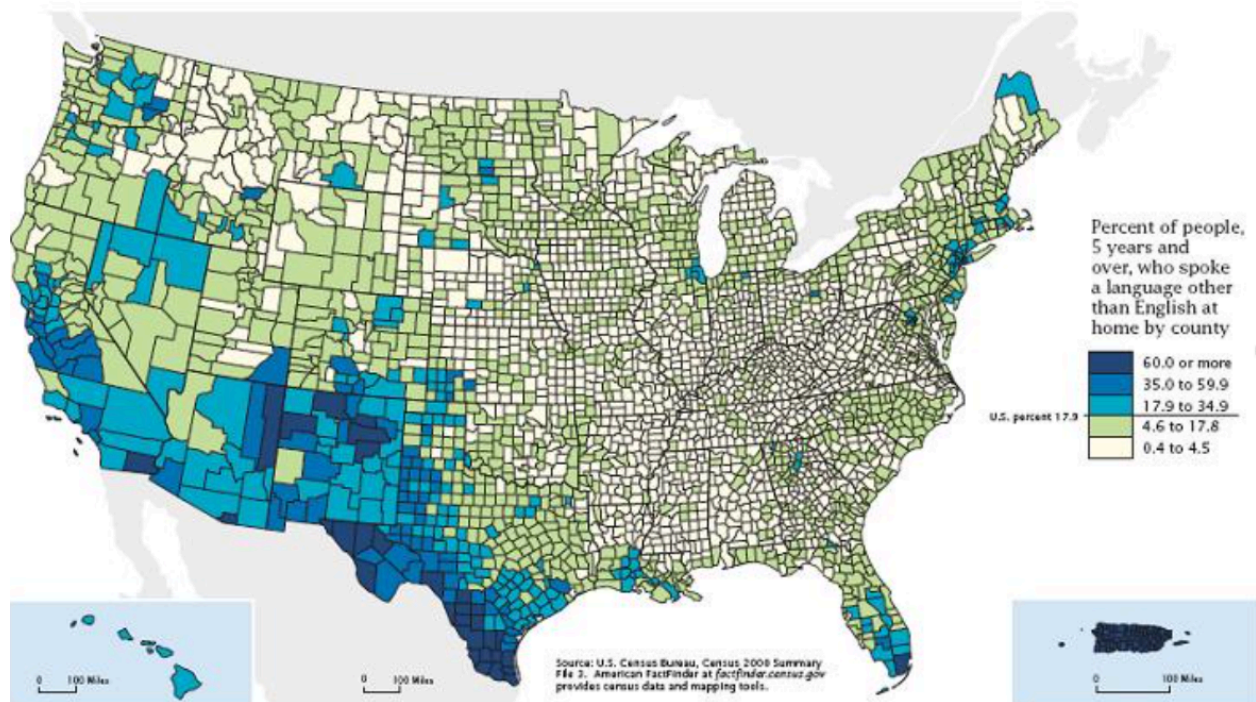 Percent of people,
5 years and
over, who spoke
a language other
than English at
home by county
60.0 or more
35.0 to 59.9
17.9 to 34.9
U.S. percent 17.9
4.6 to 17.8
0.4 to 4.5
Source: U.S. Census Bureau, Census 2000 Summary
File 3. American FactFinder at factfinder.census.gov
provides census data and mapping tools.
0 100 Miles
0 100 Miles
0 100 Miles